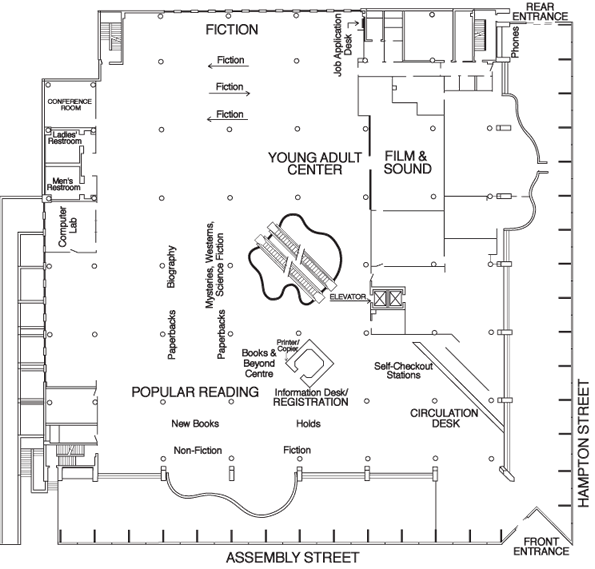 REAR
ENTRANCE
FICTION
Job Application
Desk
Phones
Fiction
Fiction
Fiction
CONFERENCE
ROOM
Ladies'
Restroom
Men's
Restroom
YOUNG ADULT
CENTER
FILM &
SOUND
Computer
Lab
Biography
Mysteries, Westerns,
Science Fiction
Paperbacks
Paperbacks
ELEVATOR
Printer/
Copier
Books &
Beyond
Centre
Self-Checkout
Stations
POPULAR READING
Information Desk/
REGISTRATION
CIRCULATION
DESK
New Books
Holds
Non-Fiction
Fiction
HAMPTON STREET
FRONT
ENTRANCE
ASSEMBLY STREET